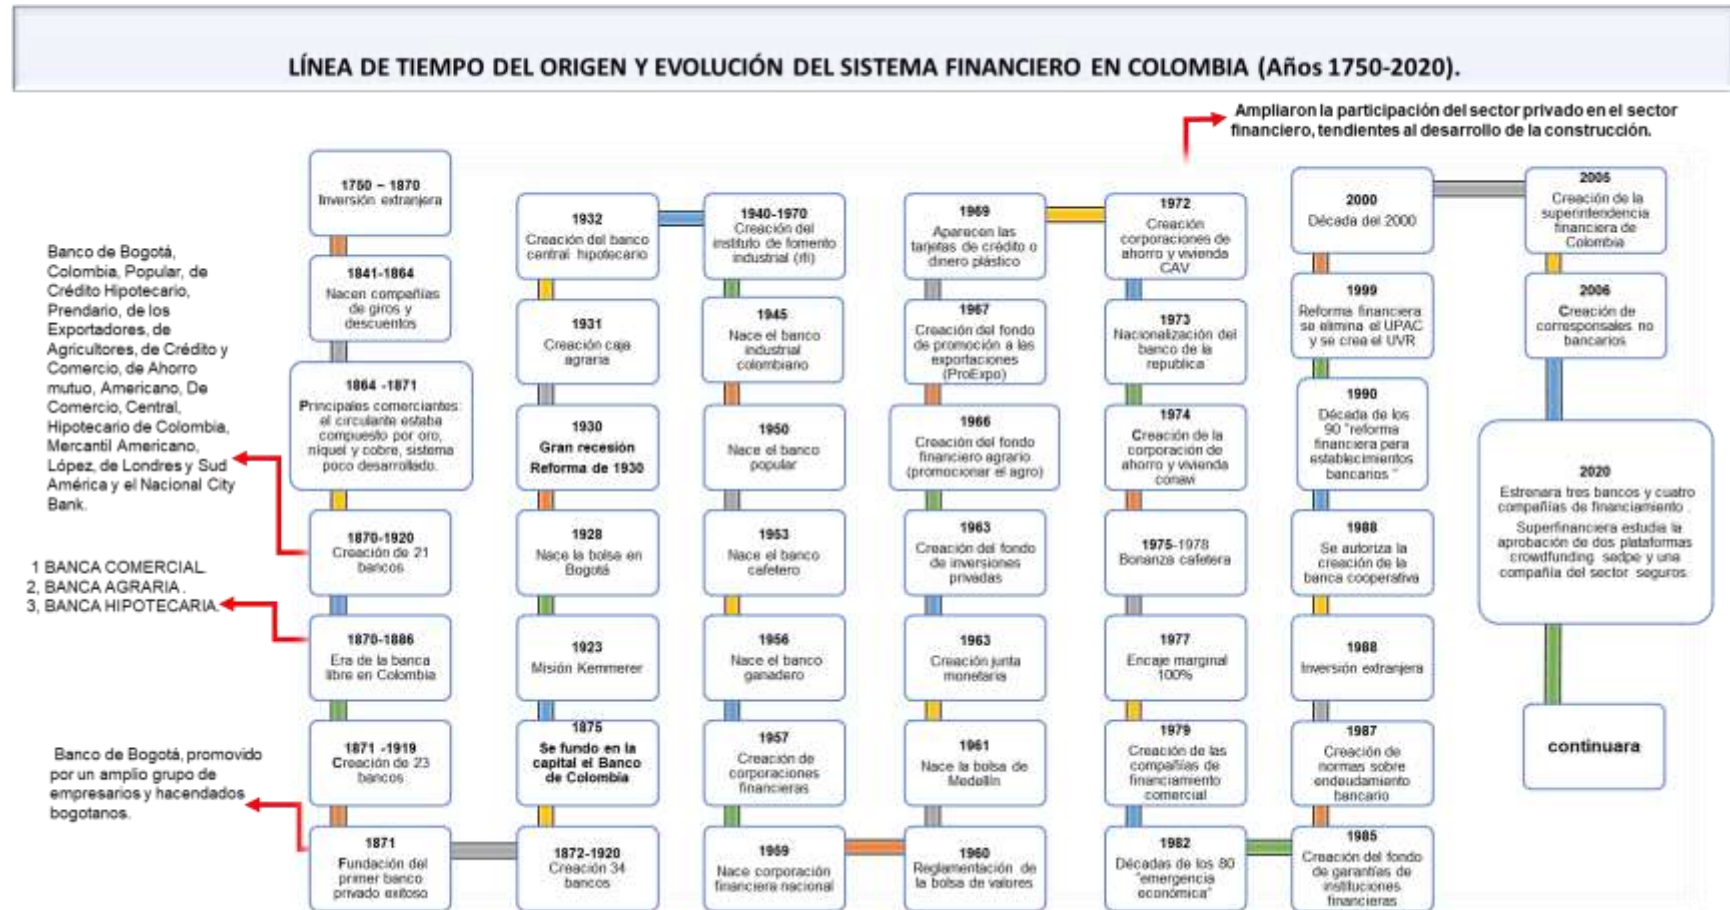 LÍNEA DE TIEMPO DEL ORIGEN Y EVOLUCIÓN DEL SISTEMA FINANCIERO EN COLOMBIA (Años 1750-2020).
Ampliaron la participación del sector privado en el sector
financiero, tendientes al desarrollo de la construcción.
Banco de Bogotá,
Colombia, Popular, de
Crédito Hipotecario,
Prendario, de los
Exportadores, de
Agricultores, de Crédito y
Comercio, de Ahorro
mutuo, Americano, De
Comercio, Central,
Hipotecario de Colombia,
Mercantil Americano,
López, de Londres y Sud
América y el Nacional City
Bank.
1 BANCA COMERCIAL.
2, BANCA AGRARIA .
3, BANCA HIPOTECARIA.
Banco de Bogotá, promovido
por un amplio grupo de
empresarios y hacendados
bogotanos.
1750 – 1870
Inversión extranjera
1841-1864
Nacen compañías
de giros y
descuentos
1864 -1871
Principales comerciantes:
el circulante estaba
compuesto por oro,
níquel y cobre, sistema
poco desarrollado.
1870-1920
Creación de 21
bancos
1870-1886
Era de la banca
libre en Colombia
1871 -1919
Creación de 23
bancos
1871
Fundación del
primer banco
privado exitoso
1872-1920
Creación 34
bancos
1875
Se fundo en la
capital el Banco
de Colombia
1923
Misión Kemmerer
1928
Nace la bolsa en
Bogotá
1930
Gran recesión
Reforma de 1930
1931
Creación caja
agraria
1932
Creación del banco
central hipotecario
1940-1970
Creación del
instituto de fomento
industrial (ifi)
1945
Nace el banco
industrial
colombiano
1950
Nace el banco
popular
1953
Nace el banco
cafetero
1956
Nace el banco
ganadero
1957
Creación de
corporaciones
financieras
1959
Nace corporación
financiera nacional
1960
Reglamentación de
la bolsa de valores
1961
Nace la bolsa de
Medellín
1963
Creación junta
monetaria
1963
Creación del fondo
de inversiones
privadas
1966
Creación del fondo
financiero agrario
(promocionar el agro)
1967
Creación del fondo
de promoción a las
exportaciones
(ProExpo)
1969
Aparecen las
tarjetas de crédito o
dinero plástico
1972
Creación
corporaciones de
ahorro y vivienda
CAV
1973
Nacionalización del
banco de la
republica
1974
Creación de la
corporación de
ahorro y vivienda
conavi
1975-1978
Bonanza cafetera
1977
Encaje marginal
100%
1979
Creación de las
compañías de
financiamiento
comercial
1982
Décadas de los 80
"emergencia
económica"
1985
Creación del fondo
de garantías de
instituciones
financieras
1987
Creación de
normas sobre
endeudamiento
bancario
1988
Inversión extranjera
1988
Se autoriza la
creación de la
banca cooperativa
1990
Década de los
90 "reforma
financiera para
establecimientos
bancarios "
1999
Reforma financiera
se elimina el UPAC
y se crea el UVR
2000
Década del 2000
2005
Creación de la
superintendencia
financiera de
Colombia
2006
Creación de
corresponsales no
bancarios
2020
Estrenara tres bancos y cuatro
compañías de financiamiento .
Superfinanciera estudia la
aprobación de dos plataformas
crowdfunding sedpe y una
compañía del sector seguros
continuara